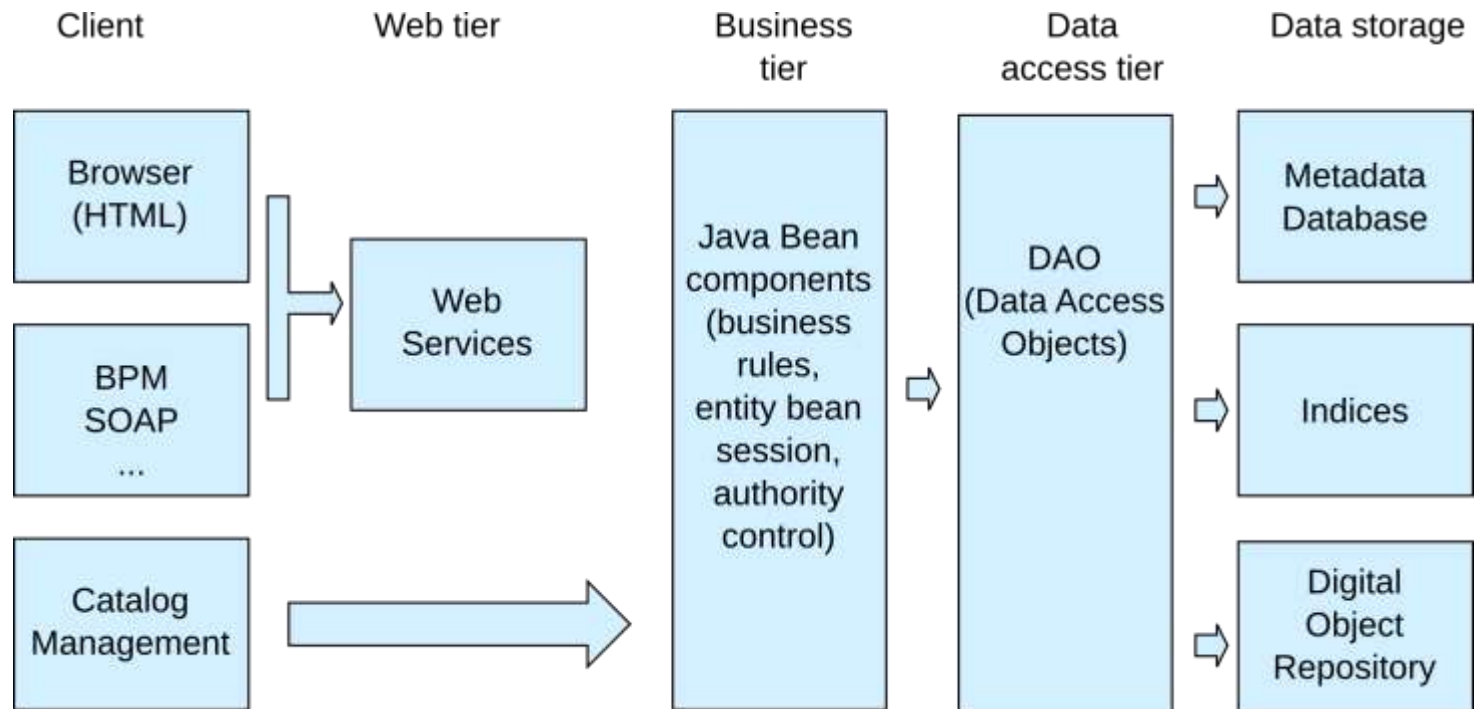 Client
Web tier
Business
tier
Data
access tier
Data storage
Browser
(HTML)
BPM
SOAP
...
Catalog
Management
Web
Services
Java Bean
components
(business
rules,
entity bean
session,
authority
control)
DAO
(Data Access
Objects)
Metadata
Database
Indices
Digital
Object
Repository